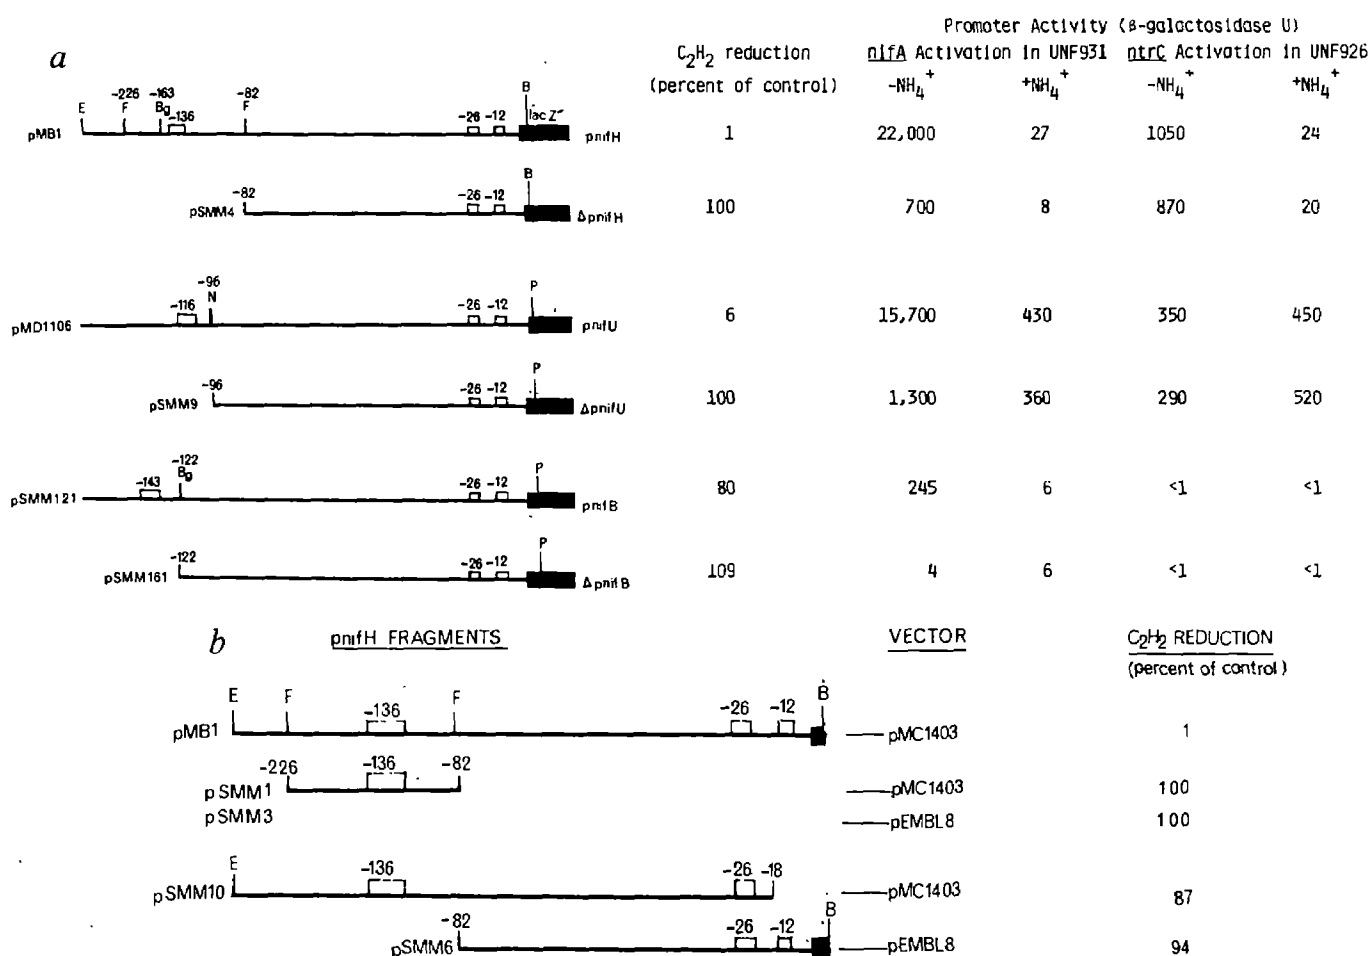 a
Promoter Activity (β-galactosidase U)
C2H2 reduction nifA Activation in UNF931 ntrC Activation in UNF926
(percent of control) -NH4+ +NH4+ -NH4+ +NH4+
-226 -163 -82
E F Bg -136 F -26 -12 B lac Z'
pMB1 pnifH 1 22,000 27 1050 24
-82 -26 -12 B
pSMM4 ΔpnifH 100 700 8 870 20
-116 -96 N -26 -12 P
pMD1106 pnifU 6 15,700 430 350 450
-96 -26 -12 P
pSMM9 ΔpnifU 100 1,300 360 290 520
-143 -122 Bg -26 -12 P
pSMM121 pnifB 80 245 6 <1 <1
-122 -26 -12 P
pSMM161 ΔpnifB 109 4 6 <1 <1
b
pnifH FRAGMENTS VECTOR C2H2 REDUCTION
(percent of control)
E F -136 F -26 -12 B
pMB1 pMC1403 1
-226 -136 -82
pSMM1 pMC1403 100
pSMM3 pEMBL8 100
E -136 -26 -18
pSMM10 pMC1403 87
-82 -26 -12 B
pSMM6 pEMBL8 94